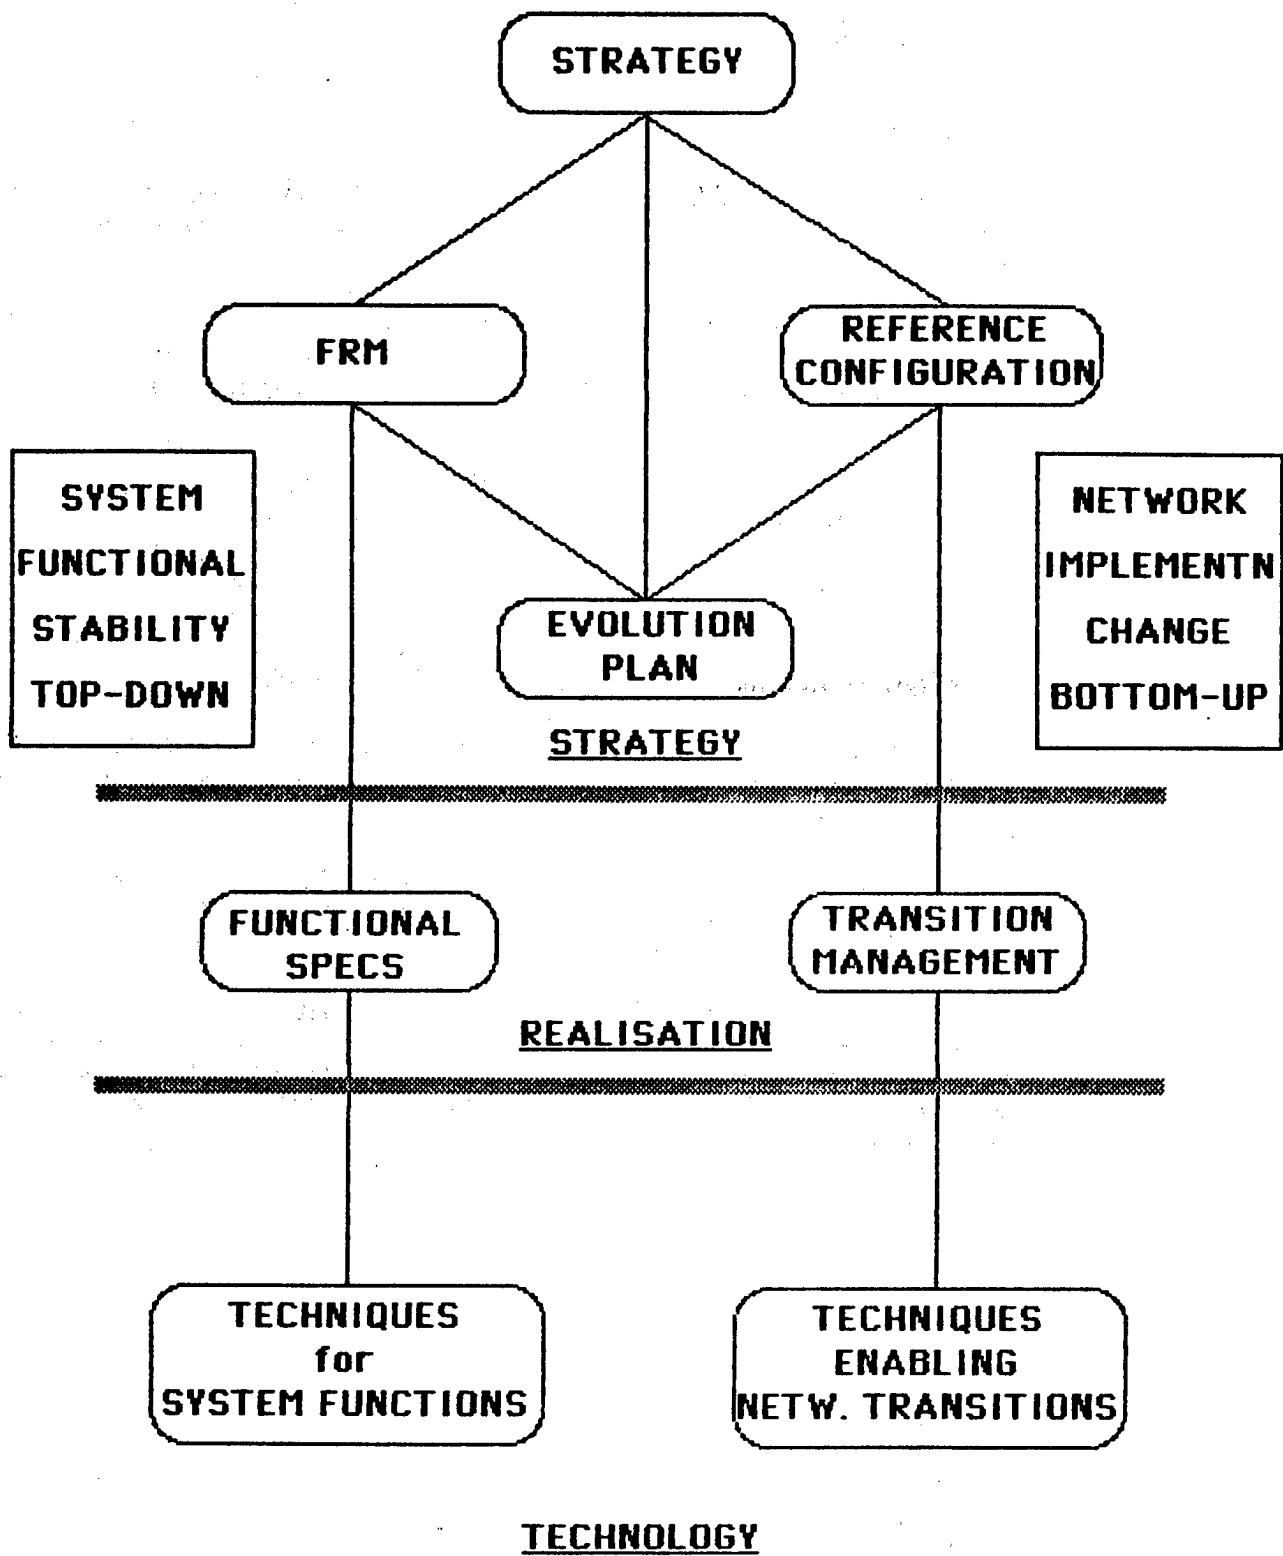 STRATEGY
FRM
REFERENCE
CONFIGURATION
SYSTEM
FUNCTIONAL
STABILITY
TOP-DOWN
NETWORK
IMPLEMENTN
CHANGE
BOTTOM-UP
EVOLUTION
PLAN
STRATEGY
FUNCTIONAL
SPECS
TRANSITION
MANAGEMENT
REALISATION
TECHNIQUES
for
SYSTEM FUNCTIONS
TECHNIQUES
ENABLING
NETW. TRANSITIONS
TECHNOLOGY